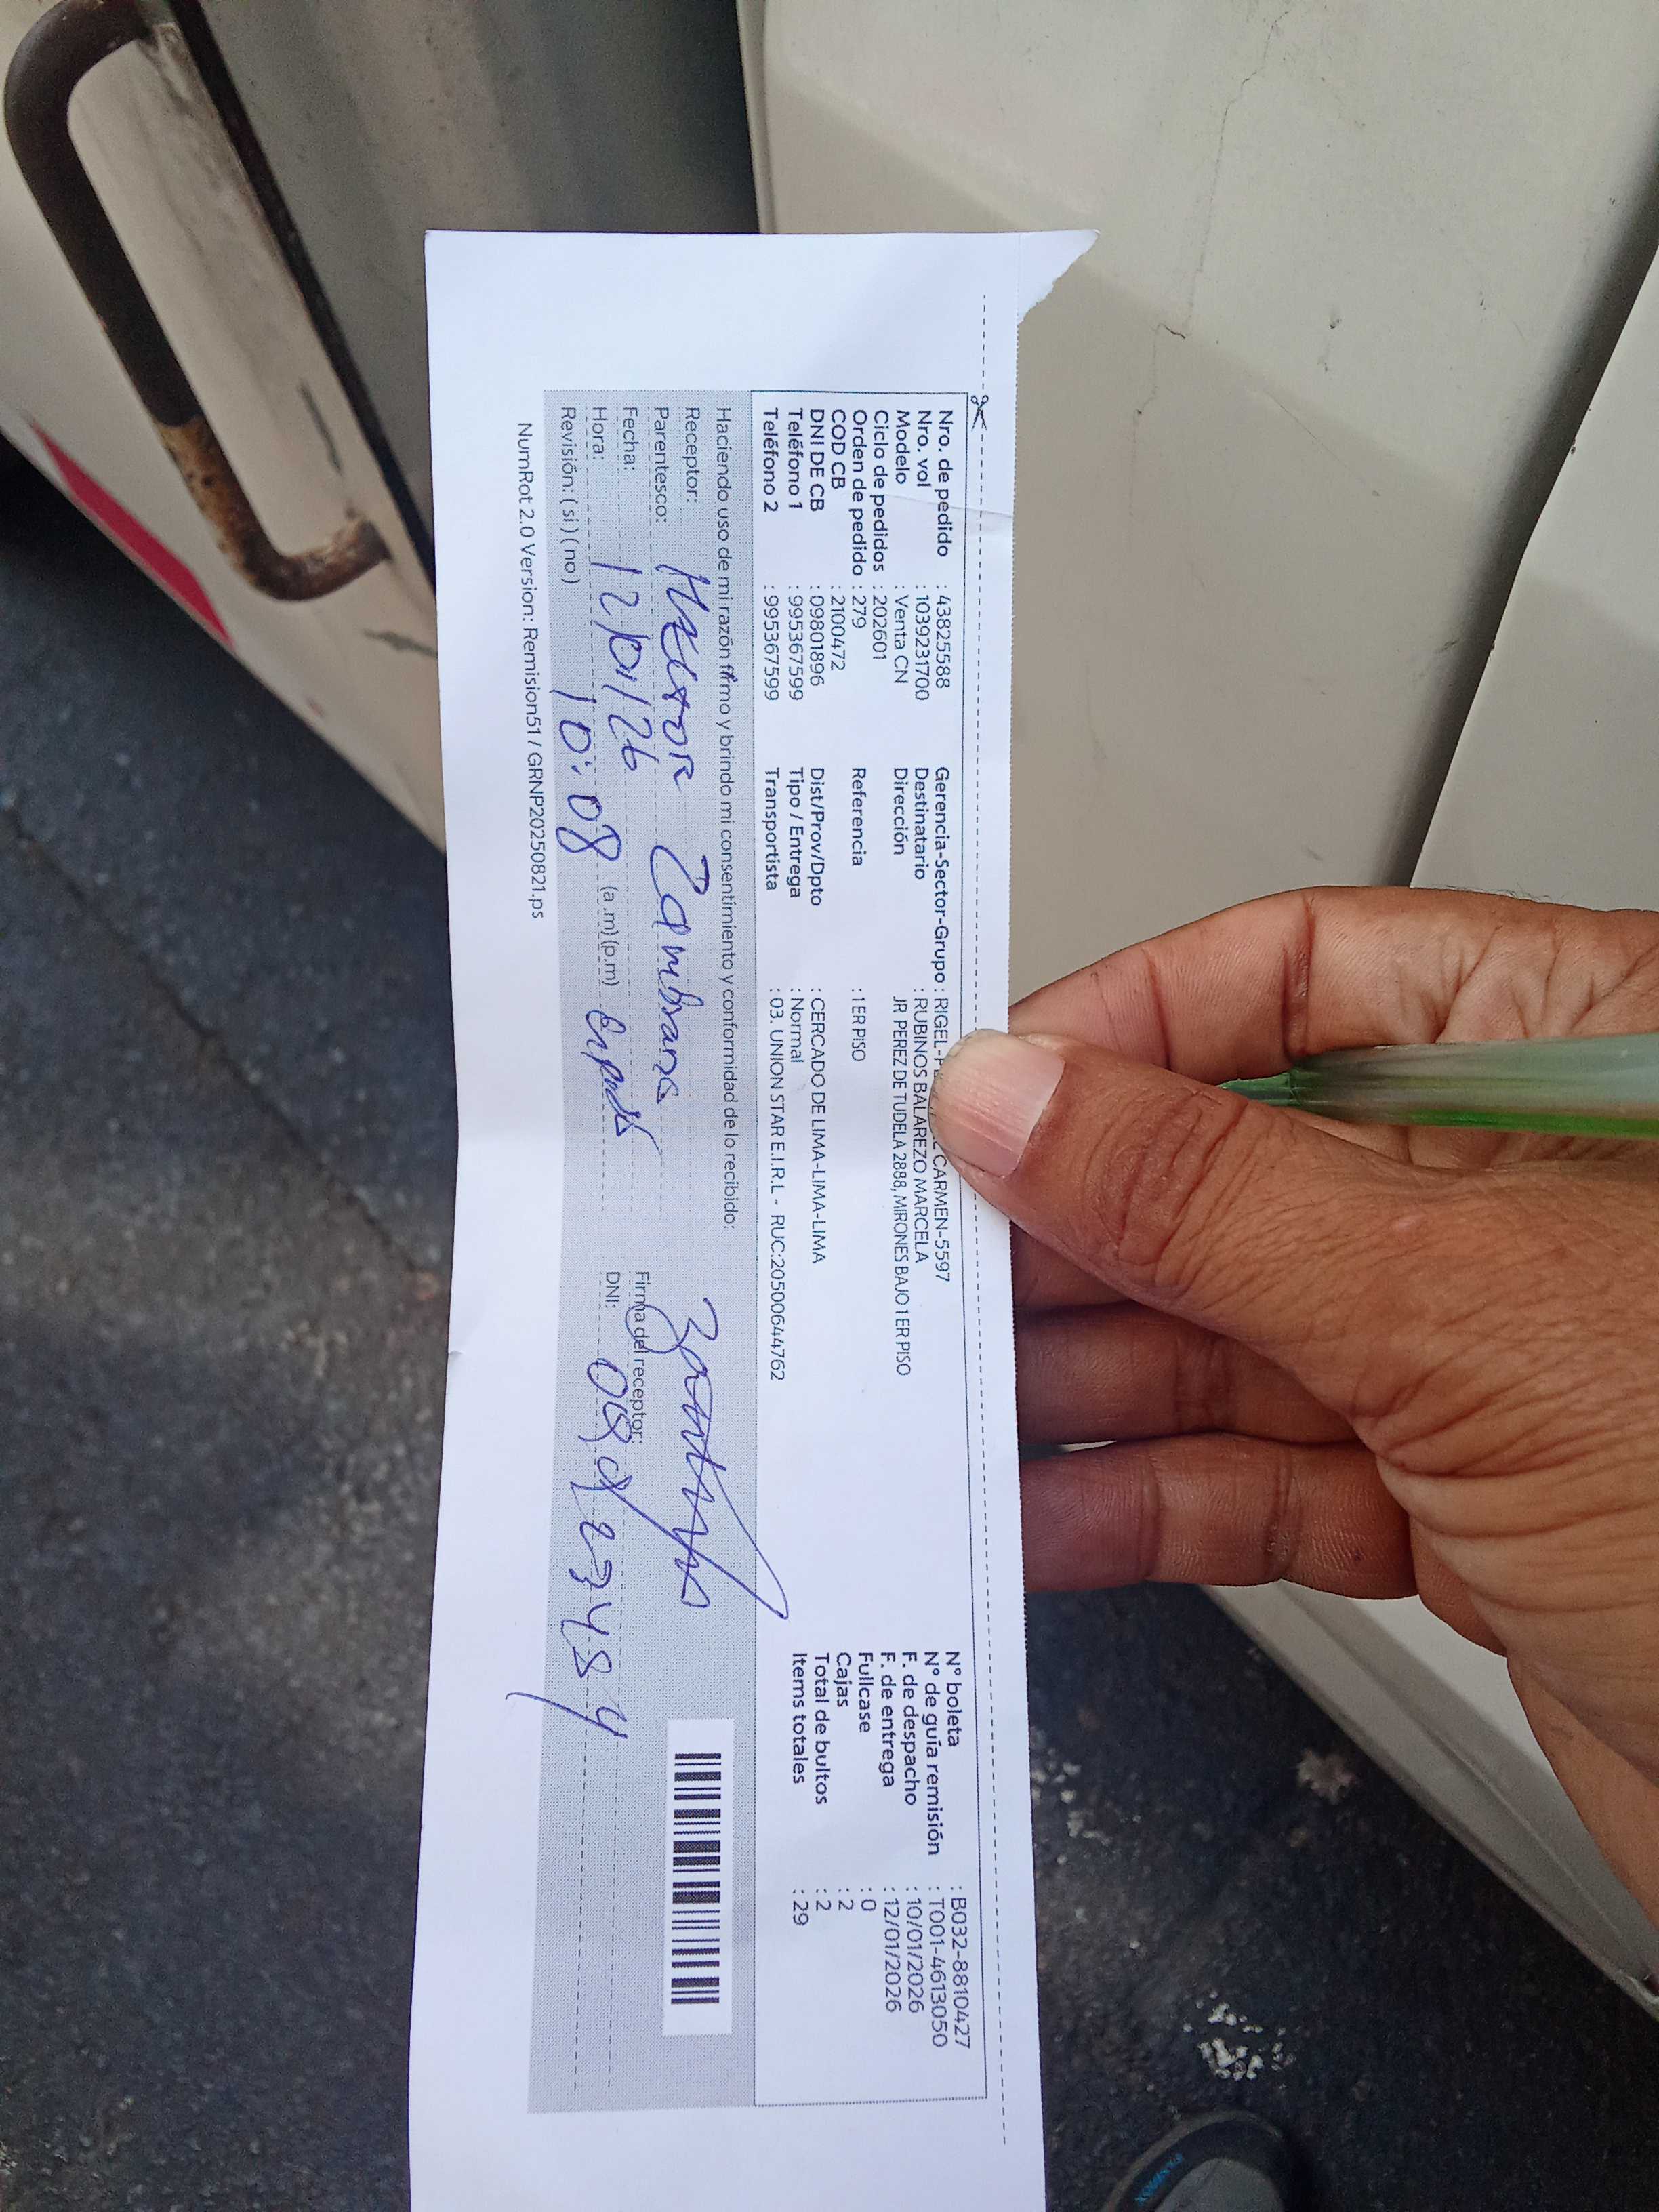 Nro. de pedido : 43825588
Nro. vol : 1039231700
Modelo : Venta CN
Ciclo de pedidos : 202601
Orden de pedido : 279
COD CB : 2100472
DNI DE CB : 09801896
Teléfono 1 : 995367599
Teléfono 2 : 995367599
Gerencia-Sector-Grupo : RIGEL- CARMEN-5597
Destinatario : RUBINOS BALAREZO MARCELA
Dirección JR PEREZ DE TUDELA 2888, MIRONES BAJO 1 ER PISO
Referencia : 1ER PISO
Dist/Prov/Dpto : CERCADO DE LIMA-LIMA-LIMA
Tipo / Entrega : Normal
Transportista : 03. UNION STAR E.I.R.L - RUC:20500644762
N° boleta : B032-8810427
N° de guía remisión : T001-4613050
F. de despacho : 10/01/2026
F. de entrega : 12/01/2026
Fullcase : 0
Cajas : 2
Total de bultos : 2
Items totales : 29
Haciendo uso de mi razón firmo y brindo mi consentimiento y conformidad de lo recibido:
Receptor: Hector Zambrano
Parentesco:
Fecha: 12/01/26
Hora: 10:08 (a.m)(p.m)
Revisión: ( si ) ( no )
Firma del receptor:
DNI:
NumRot 2.0 Version: Remision51 / GRNP20250821.ps